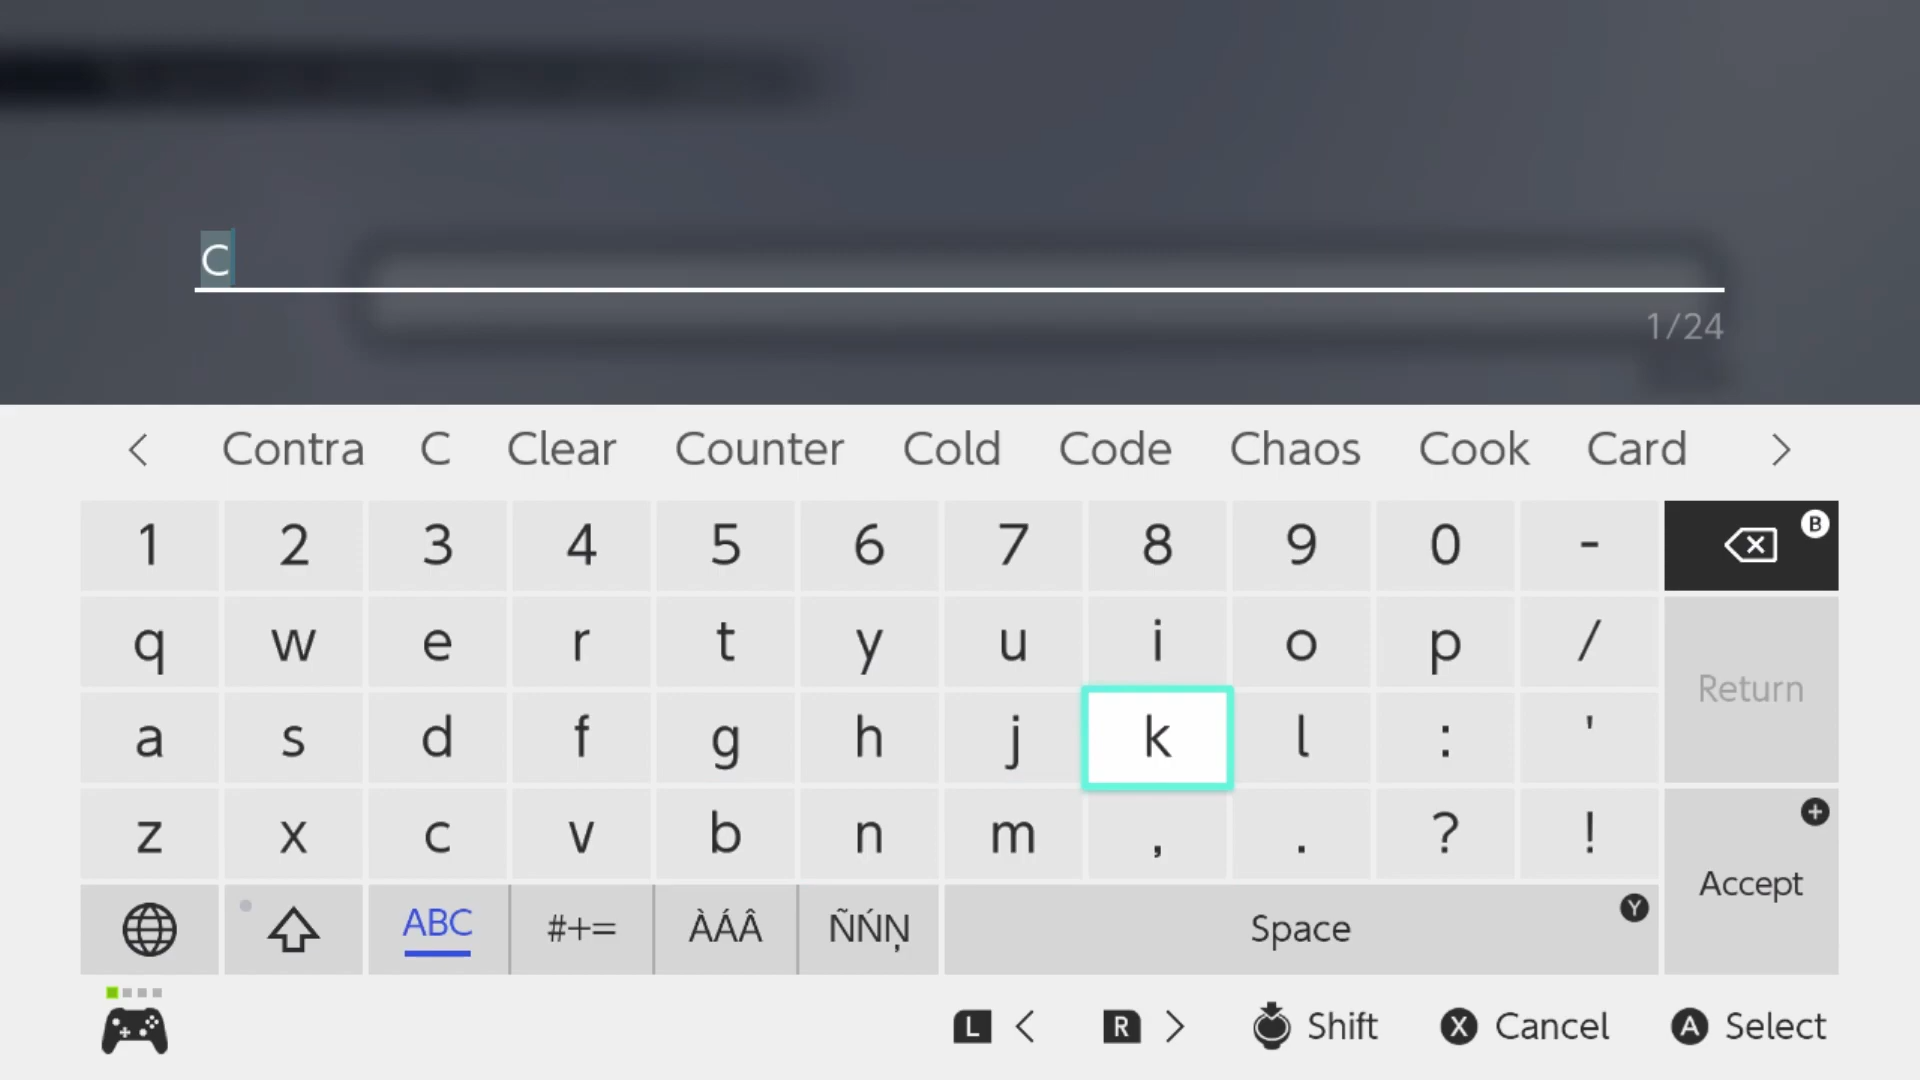 C
1/24
< Contra C Clear Counter Cold Code Chaos Cook Card >
1 2 3 4 5 6 7 8 9 0 - B
q w e r t y u i o p /
Return
a s d f g h j k l : '
z x c v b n m , . ? ! +
Accept
ABC #+= ÀÁÂ ÑŃŅ Space Y
L < R > Shift X Cancel A Select